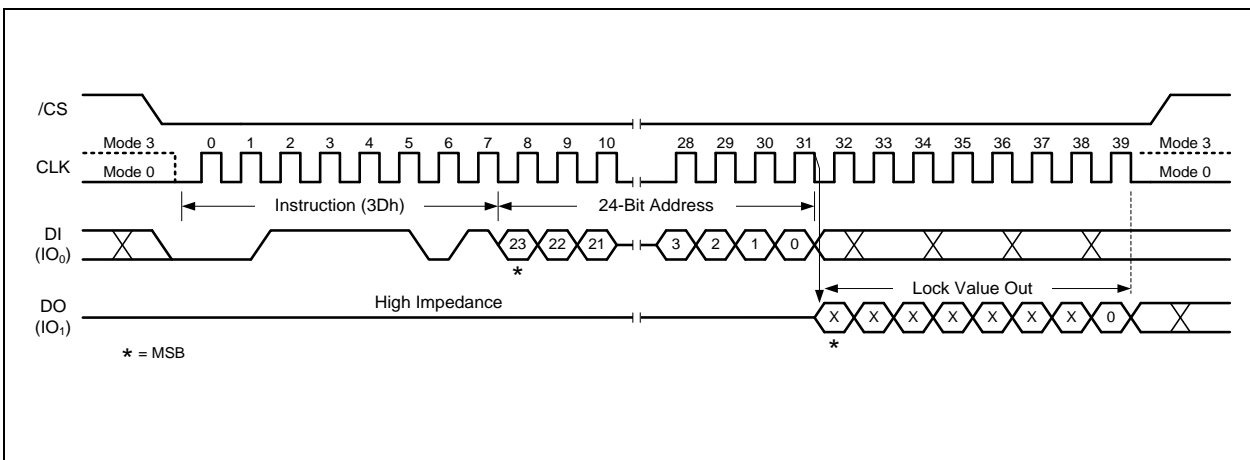 /CS
Mode 3 0 1 2 3 4 5 6 7 8 9 10 28 29 30 31 32 33 34 35 36 37 38 39 Mode 3
CLK
Mode 0 Mode 0
Instruction (3Dh) 24-Bit Address
DI
(IO₀)
23 22 21 3 2 1 0
*
Lock Value Out
High Impedance
DO
(IO₁)
X X X X X X X 0
*
* = MSB